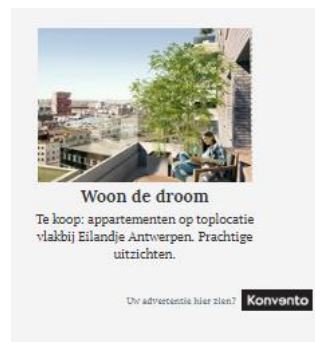 Woon de droom
Te koop: appartementen op toplocatie
vlakbij Eilandje Antwerpen. Prachtige
uitzichten.
Uw advertentie hier zien? Konvento